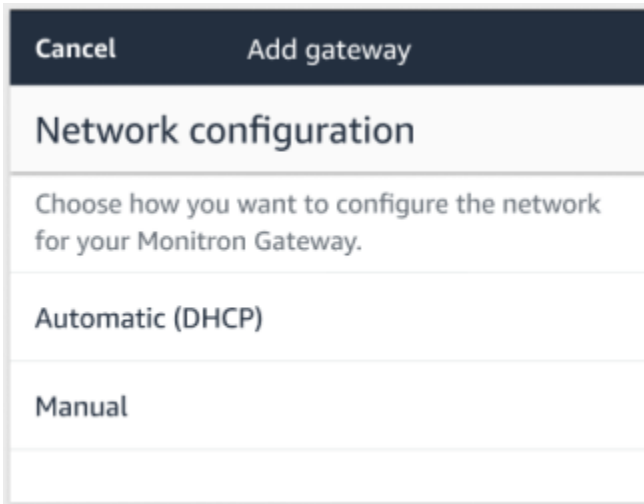 Cancel Add gateway
Network configuration
Choose how you want to configure the network
for your Monitron Gateway.
Automatic (DHCP)
Manual